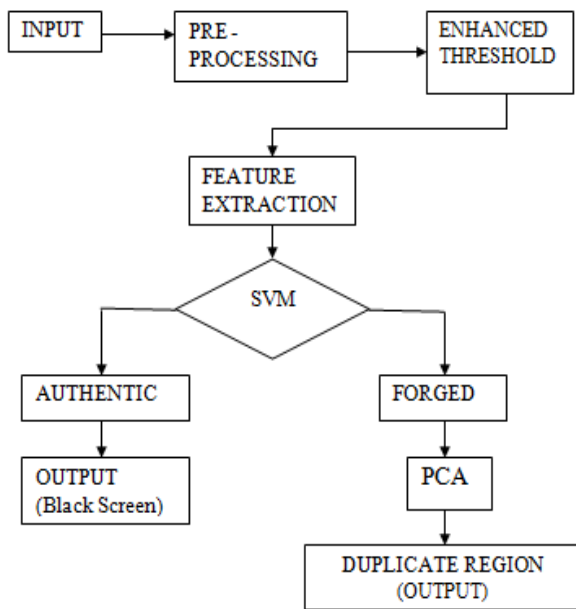 INPUT
PRE -
PROCESSING
ENHANCED
THRESHOLD
FEATURE
EXTRACTION
SVM
AUTHENTIC
FORGED
OUTPUT
(Black Screen)
PCA
DUPLICATE REGION
(OUTPUT)